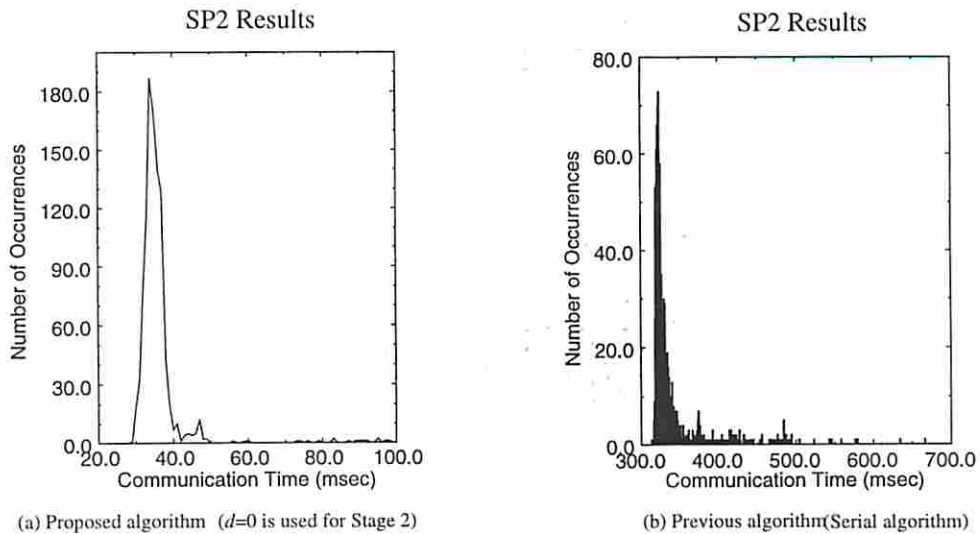 SP2 Results
Number of Occurrences
180.0
150.0
120.0
90.0
60.0
30.0
0.0
20.0 40.0 60.0 80.0 100.0
Communication Time (msec)
(a) Proposed algorithm (d=0 is used for Stage 2)
SP2 Results
Number of Occurrences
80.0
60.0
40.0
20.0
0.0
300.0 400.0 500.0 600.0 700.0
Communication Time (msec)
(b) Previous algorithm(Serial algorithm)